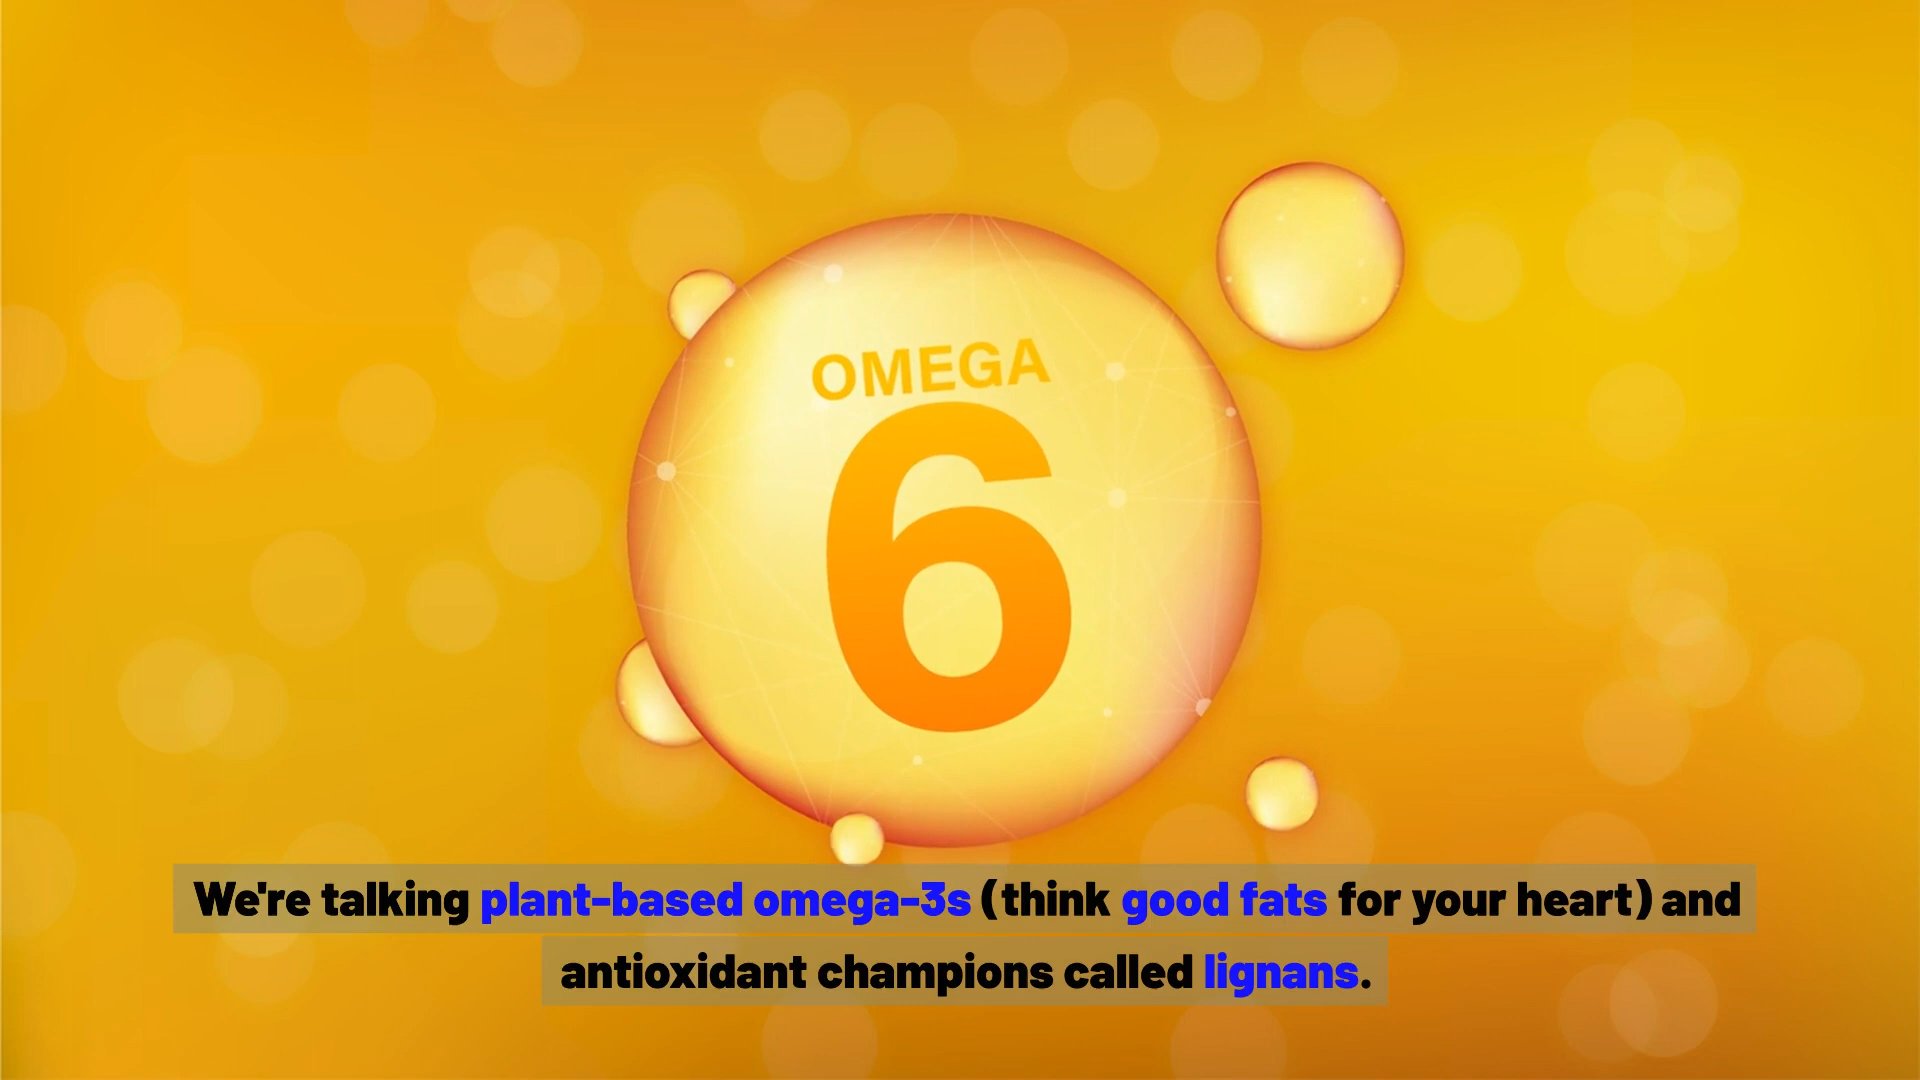 OMEGA
6
We're talking plant-based omega-3s (think good fats for your heart) and
antioxidant champions called lignans.